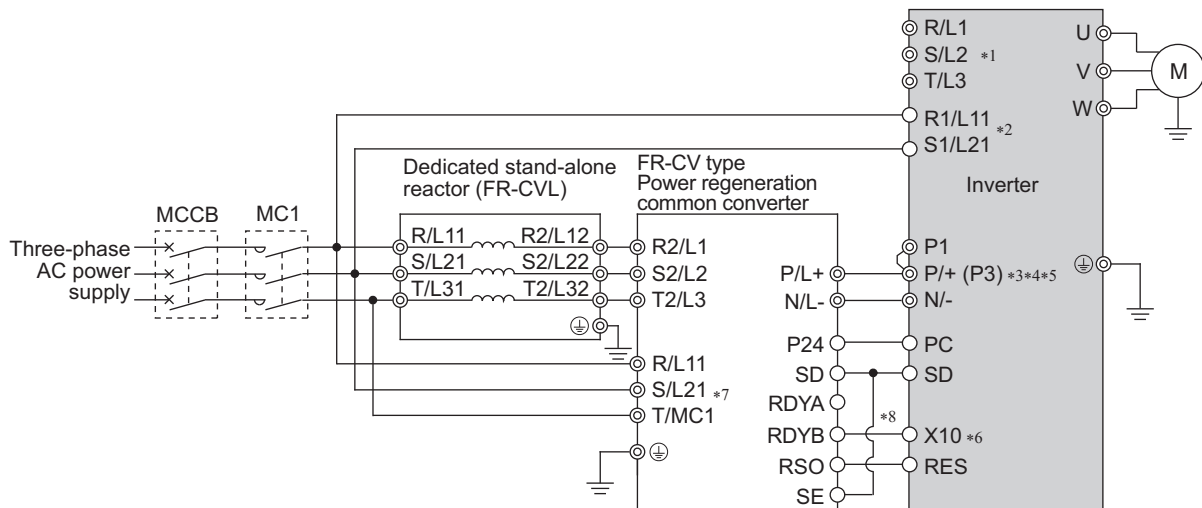 R/L1
S/L2 *1
T/L3
R1/L11
*2
S1/L21
Inverter
U
V
W
M
Dedicated stand-alone
reactor (FR-CVL)
FR-CV type
Power regeneration
common converter
MCCB
MC1
Three-phase
AC power
supply
R/L11 R2/L12
S/L21 S2/L22
T/L31 T2/L32
R2/L1
S2/L2
T2/L3
R/L11
S/L21 *7
T/MC1
P/L+
N/L-
P24
SD
RDYA
RDYB
RSO
SE
*8
P1
P/+ (P3) *3*4*5
N/-
PC
SD
X10 *6
RES